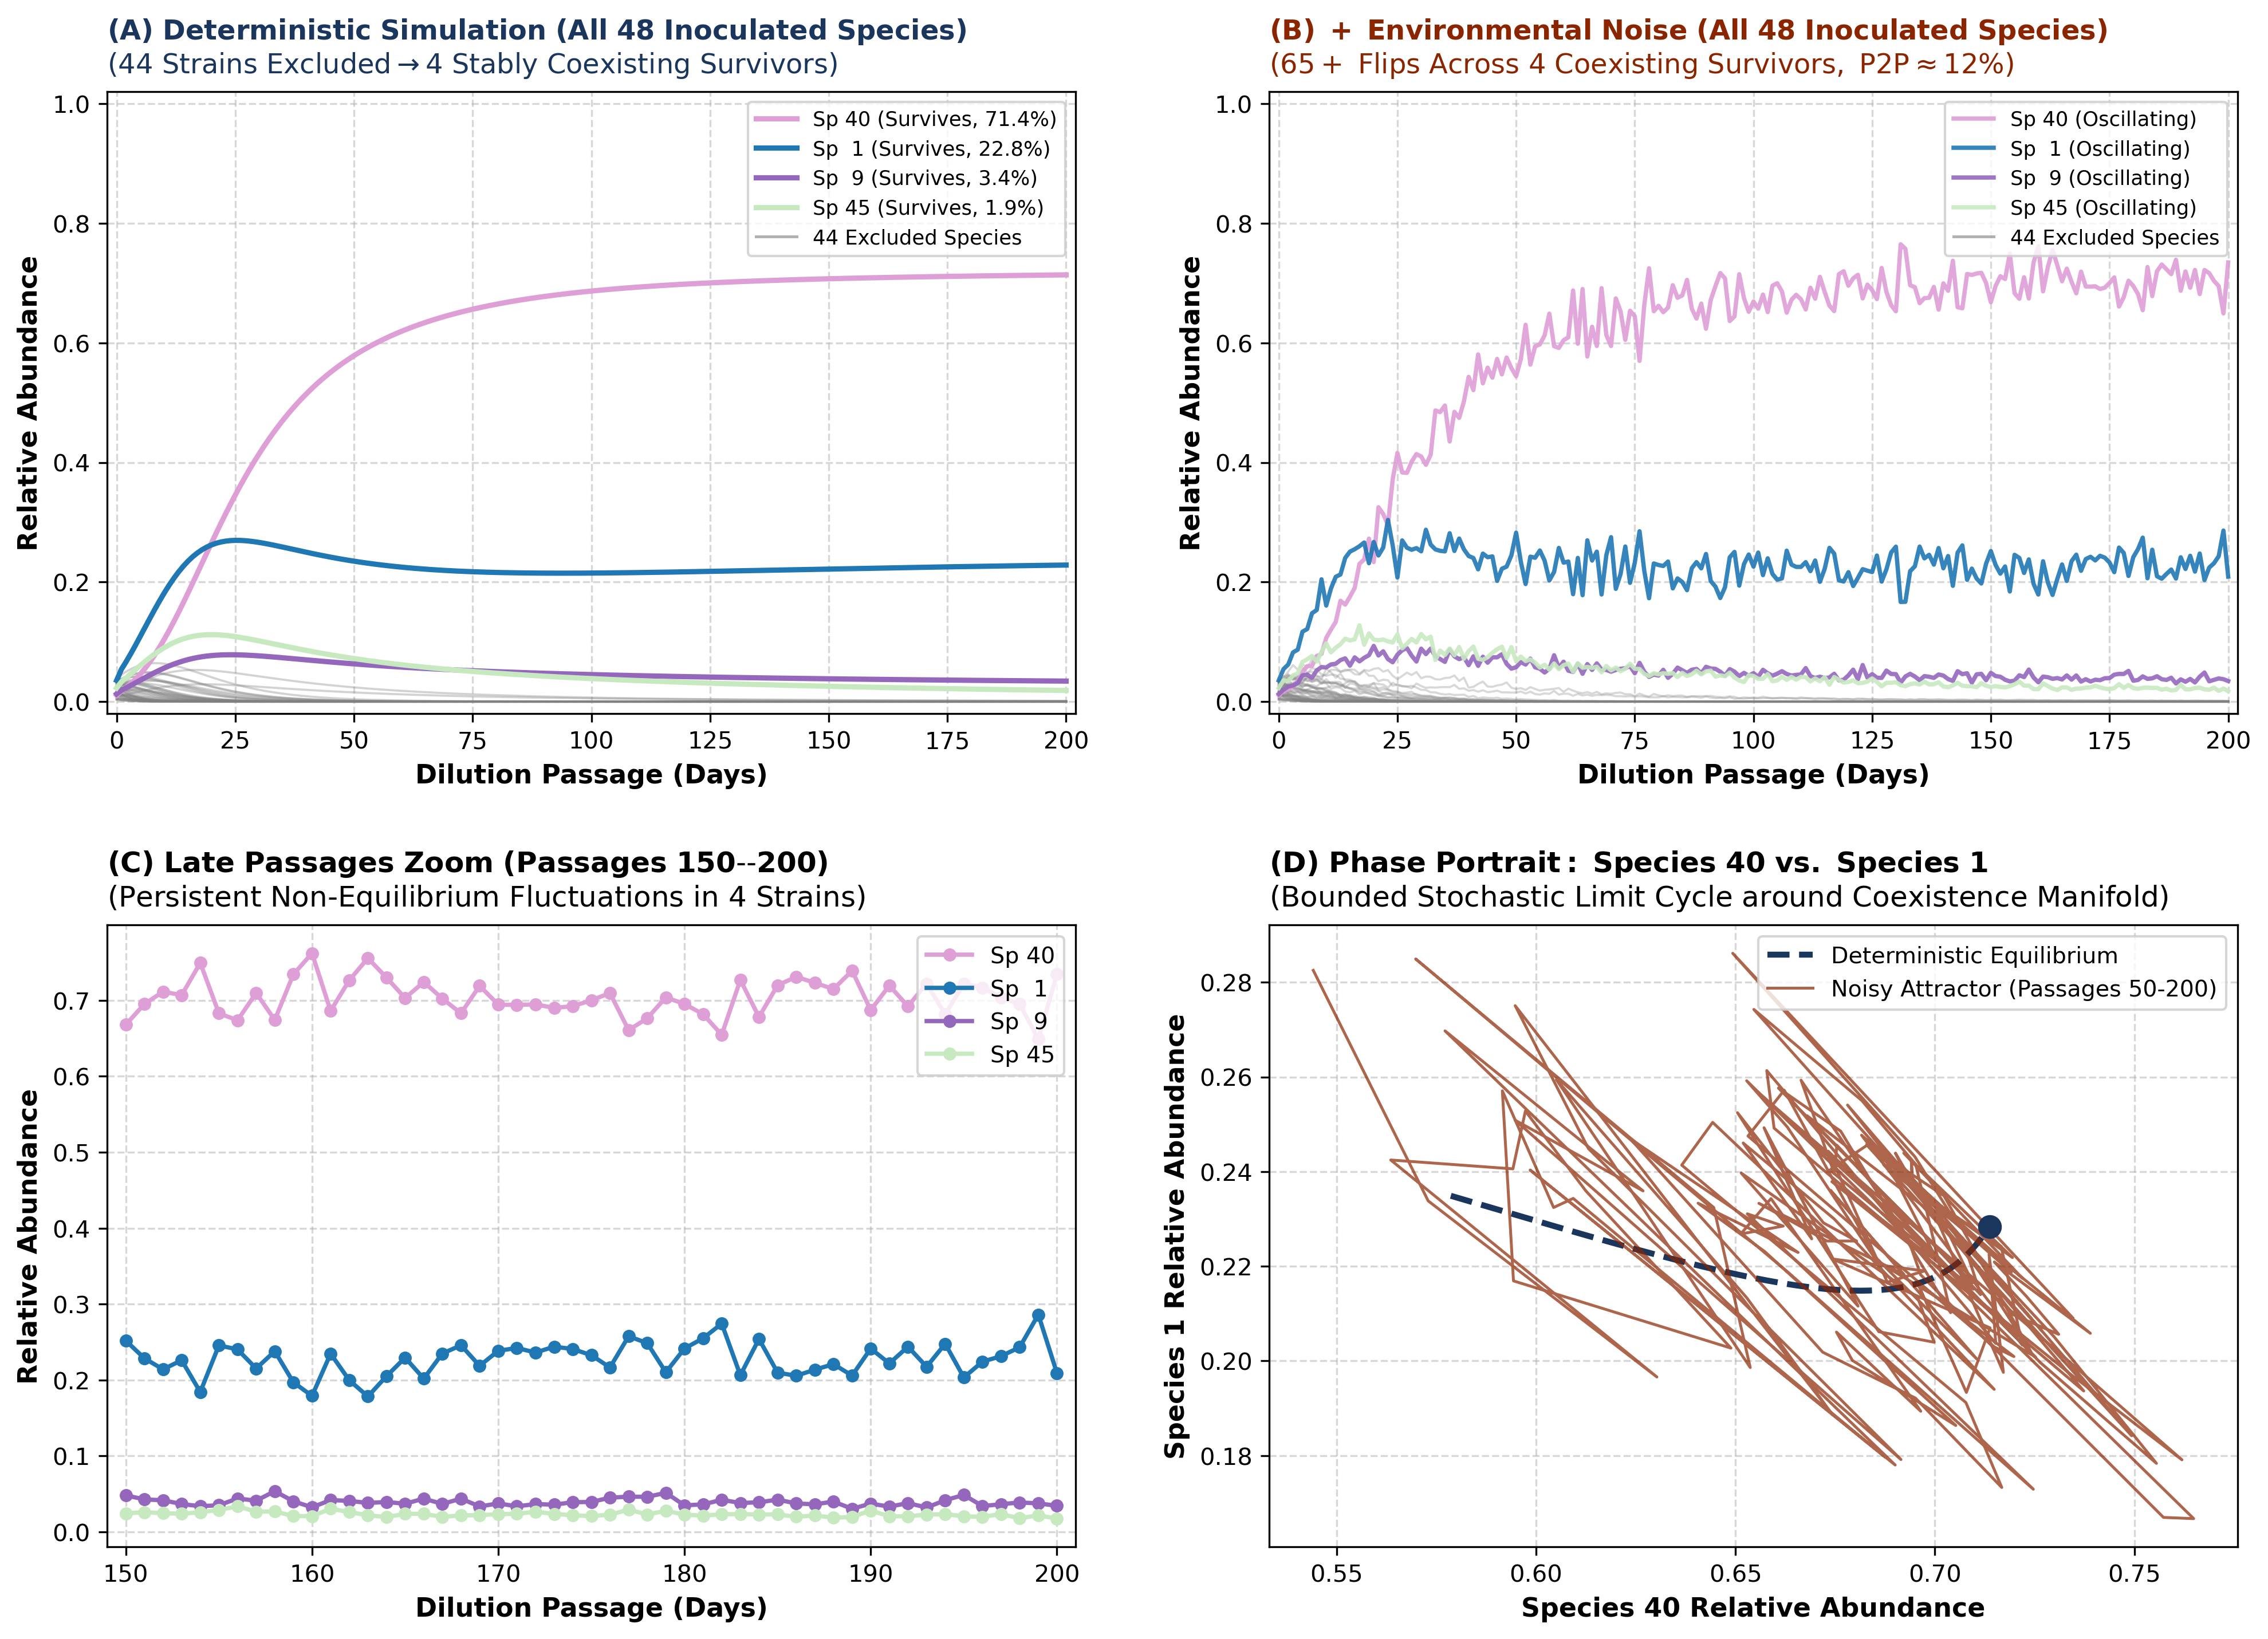 (A) Deterministic Simulation (All 48 Inoculated Species)
(44 Strains Excluded→4 Stably Coexisting Survivors)
Relative Abundance
1.0
0.8
0.6
0.4
0.2
0.0
Sp 40 (Survives, 71.4%)
Sp  1 (Survives, 22.8%)
Sp  9 (Survives, 3.4%)
Sp 45 (Survives, 1.9%)
44 Excluded Species
0 25 50 75 100 125 150 175 200
Dilution Passage (Days)
(B) + Environmental Noise (All 48 Inoculated Species)
(65+ Flips Across 4 Coexisting Survivors, P2P≈12%)
Relative Abundance
1.0
0.8
0.6
0.4
0.2
0.0
Sp 40 (Oscillating)
Sp  1 (Oscillating)
Sp  9 (Oscillating)
Sp 45 (Oscillating)
44 Excluded Species
0 25 50 75 100 125 150 175 200
Dilution Passage (Days)
(C) Late Passages Zoom (Passages 150--200)
(Persistent Non-Equilibrium Fluctuations in 4 Strains)
Relative Abundance
0.7
0.6
0.5
0.4
0.3
0.2
0.1
0.0
Sp 40
Sp  1
Sp  9
Sp 45
150 160 170 180 190 200
Dilution Passage (Days)
(D) Phase Portrait: Species 40 vs. Species 1
(Bounded Stochastic Limit Cycle around Coexistence Manifold)
Species 1 Relative Abundance
0.28
0.26
0.24
0.22
0.20
0.18
Deterministic Equilibrium
Noisy Attractor (Passages 50-200)
0.55 0.60 0.65 0.70 0.75
Species 40 Relative Abundance